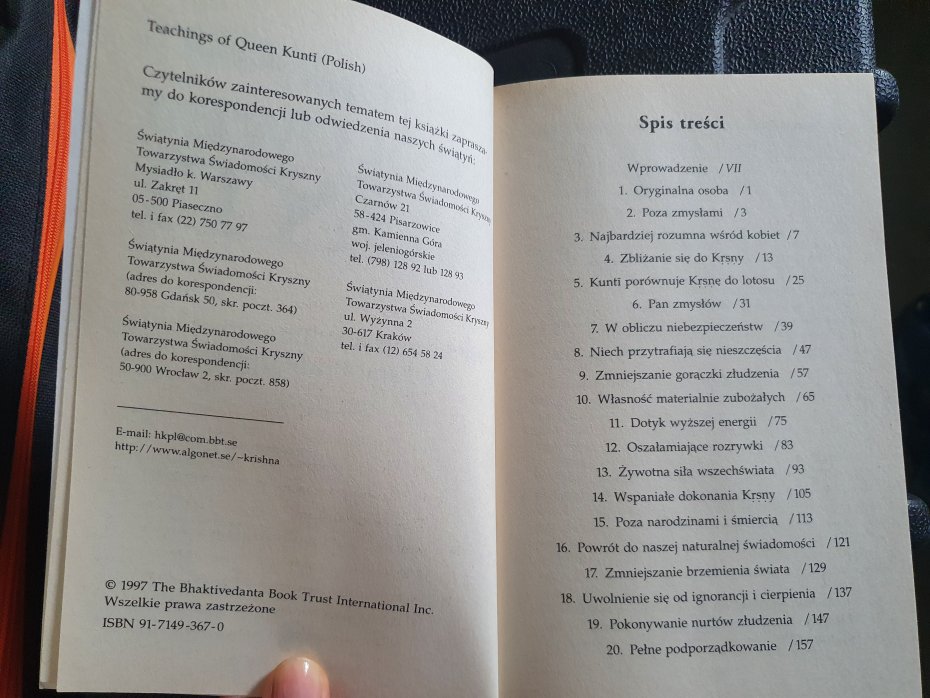 Teachings of Queen Kuntī (Polish)
Czytelników zainteresowanych tematem tej książki zaprasza-
my do korespondencji lub odwiedzenia naszych świątyń:
Świątynia Międzynarodowego
Towarzystwa Świadomości Kryszny
Mysiadło k. Warszawy
ul. Zakręt 11
05-500 Piaseczno
tel. i fax (22) 750 77 97
Świątynia Międzynarodowego
Towarzystwa Świadomości Kryszny
(adres do korespondencji:
80-958 Gdańsk 50, skr. poczt. 364)
Świątynia Międzynarodowego
Towarzystwa Świadomości Kryszny
(adres do korespondencji:
50-900 Wrocław 2, skr. poczt. 858)
Świątynia Międzynarodowego
Towarzystwa Świadomości Kryszny
Czarnów 21
58-424 Pisarzowice
gm. Kamienna Góra
woj. jeleniogórskie
tel. (798) 128 92 lub 128 93
Świątynia Międzynarodowego
Towarzystwa Świadomości Kryszny
ul. Wyżynna 2
30-617 Kraków
tel. i fax (12) 654 58 24
E-mail: hkpl@com.bbt.se
http://www.algonet.se/~krishna
© 1997 The Bhaktivedanta Book Trust International Inc.
Wszelkie prawa zastrzeżone
ISBN 91-7149-367-0
Spis treści
Wprowadzenie /VII
1. Oryginalna osoba /1
2. Poza zmysłami /3
3. Najbardziej rozumna wśród kobiet /7
4. Zbliżanie się do Kṛṣṇy /13
5. Kuntī porównuje Kṛṣṇę do lotosu /25
6. Pan zmysłów /31
7. W obliczu niebezpieczeństw /39
8. Niech przytrafiają się nieszczęścia /47
9. Zmniejszanie gorączki złudzenia /57
10. Własność materialnie zubożałych /65
11. Dotyk wyższej energii /75
12. Oszałamiające rozrywki /83
13. Żywotna siła wszechświata /93
14. Wspaniałe dokonania Kṛṣṇy /105
15. Poza narodzinami i śmiercią /113
16. Powrót do naszej naturalnej świadomości /121
17. Zmniejszanie brzemienia świata /129
18. Uwolnienie się od ignorancji i cierpienia /137
19. Pokonywanie nurtów złudzenia /147
20. Pełne podporządkowanie /157